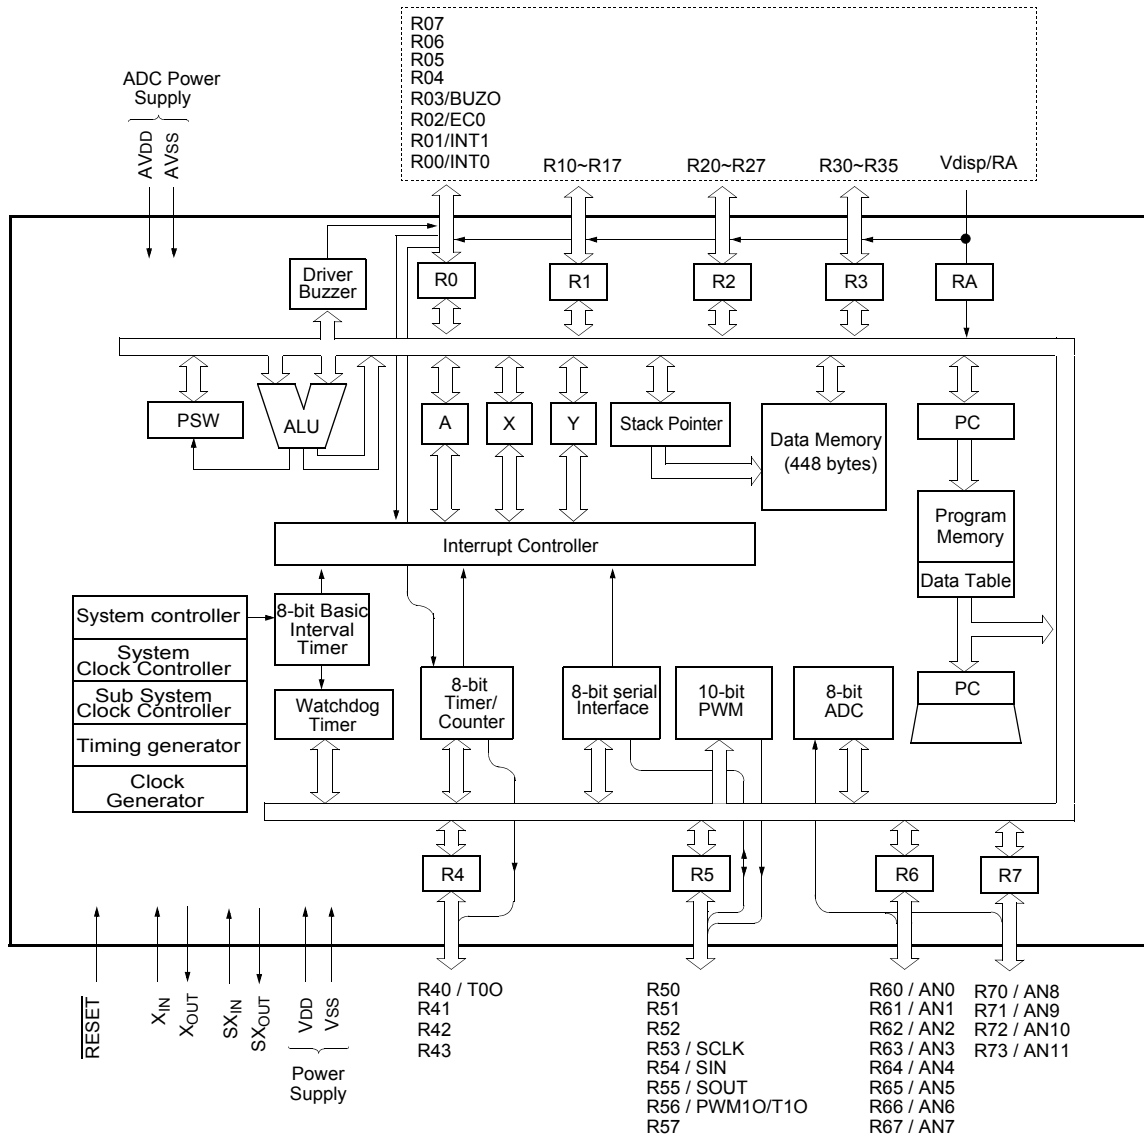 R07
R06
R05
R04
R03/BUZO
R02/EC0
R01/INT1
R00/INT0
R10~R17
R20~R27
R30~R35
Vdisp/RA
ADC Power
Supply
AVDD
AVSS
Driver
Buzzer
R0
R1
R2
R3
RA
PSW
ALU
A
X
Y
Stack Pointer
Data Memory
(448 bytes)
PC
Program
Memory
Data Table
PC
Interrupt Controller
System controller
System
Clock Controller
Sub System
Clock Controller
Timing generator
Clock
Generator
8-bit Basic
Interval
Timer
Watchdog
Timer
8-bit
Timer/
Counter
8-bit serial
Interface
10-bit
PWM
8-bit
ADC
R4
R5
R6
R7
RESET
XIN
XOUT
SXIN
SXOUT
VDD
VSS
Power
Supply
R40 / T0O
R41
R42
R43
R50
R51
R52
R53 / SCLK
R54 / SIN
R55 / SOUT
R56 / PWM1O/T1O
R57
R60 / AN0
R61 / AN1
R62 / AN2
R63 / AN3
R64 / AN4
R65 / AN5
R66 / AN6
R67 / AN7
R70 / AN8
R71 / AN9
R72 / AN10
R73 / AN11